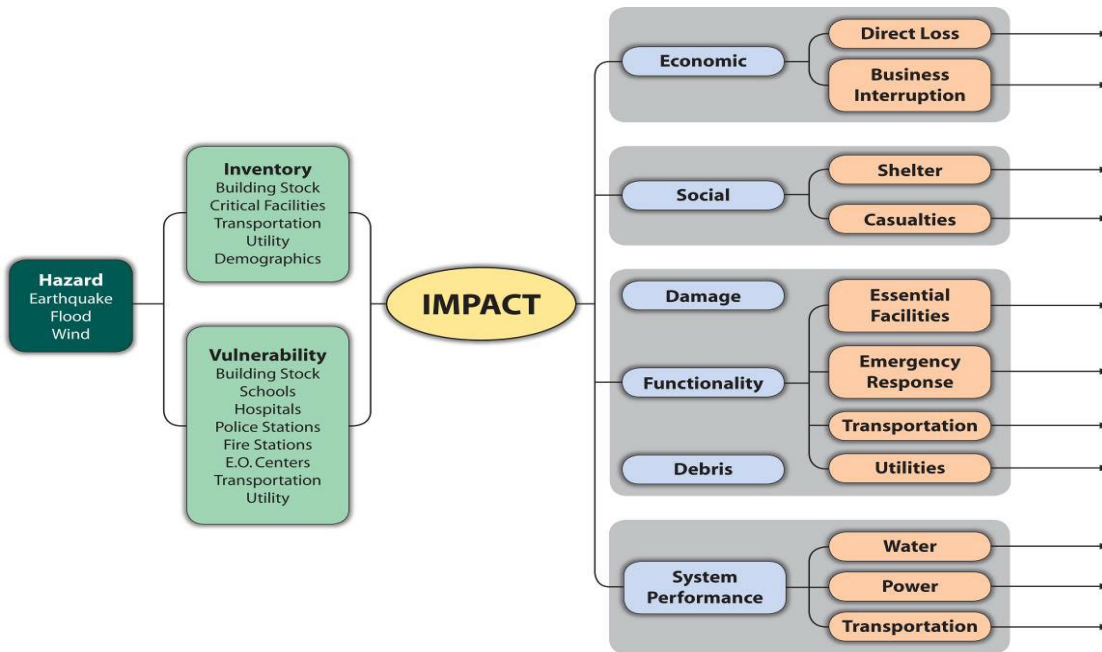 Hazard
Earthquake
Flood
Wind
Inventory
Building Stock
Critical Facilities
Transportation
Utility
Demographics
Vulnerability
Building Stock
Schools
Hospitals
Police Stations
Fire Stations
E.O. Centers
Transportation
Utility
IMPACT
Economic
Direct Loss
Business
Interruption
Social
Shelter
Casualties
Damage
Functionality
Debris
Essential
Facilities
Emergency
Response
Transportation
Utilities
System
Performance
Water
Power
Transportation